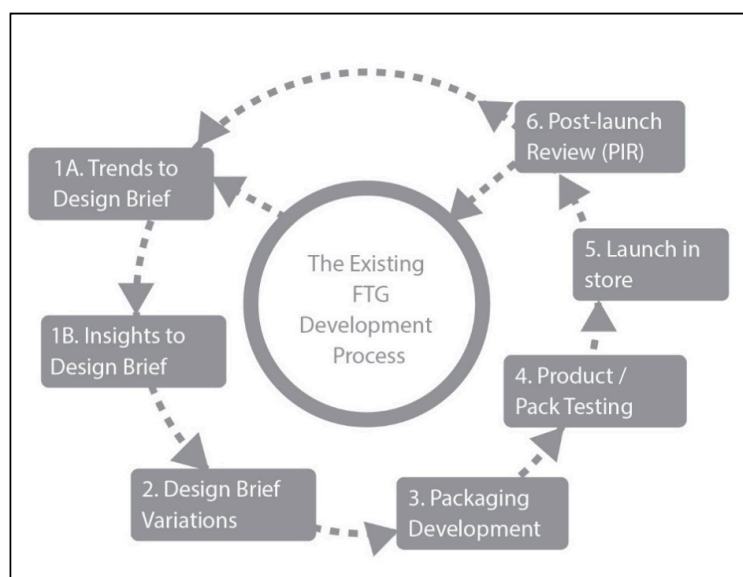 The Existing
FTG
Development
Process
1A. Trends to
Design Brief
1B. Insights to
Design Brief
2. Design Brief
Variations
3. Packaging
Development
4. Product /
Pack Testing
5. Launch in
store
6. Post-launch
Review (PIR)